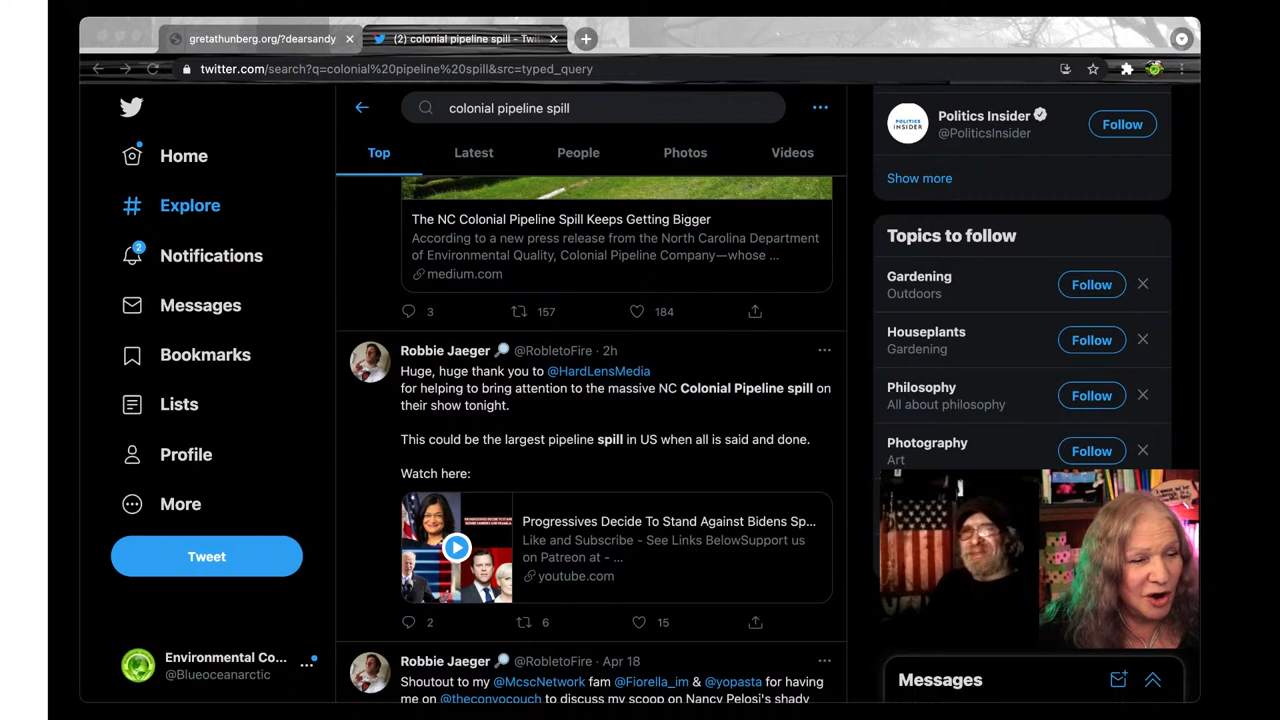 gretathunberg.org/?dearsandy
(2) colonial pipeline spill - Twi
twitter.com/search?q=colonial%20pipeline%20spill&src=typed_query
colonial pipeline spill
Top
Latest
People
Photos
Videos
Home
Explore
2
Notifications
Messages
Bookmarks
Lists
Profile
More
Tweet
Environmental Co...
@Blueoceanarctic
The NC Colonial Pipeline Spill Keeps Getting Bigger
According to a new press release from the North Carolina Department
of Environmental Quality, Colonial Pipeline Company—whose ...
medium.com
3
157
184
Robbie Jaeger @RobletoFire · 2h
Huge, huge thank you to @HardLensMedia
for helping to bring attention to the massive NC Colonial Pipeline spill on
their show tonight.
This could be the largest pipeline spill in US when all is said and done.
Watch here:
Progressives Decide To Stand Against Bidens Sp...
Like and Subscribe - See Links BelowSupport us
on Patreon at - ...
youtube.com
2
6
15
Robbie Jaeger @RobletoFire · Apr 18
Shoutout to my @McscNetwork fam @Fiorella_im & @yopasta for having
me on @theconvocouch to discuss my scoop on Nancy Pelosi's shady
POLITICS
INSIDER
Politics Insider
@PoliticsInsider
Follow
Show more
Topics to follow
Gardening
Outdoors
Follow
Houseplants
Gardening
Follow
Philosophy
All about philosophy
Follow
Photography
Art
Follow
Messages